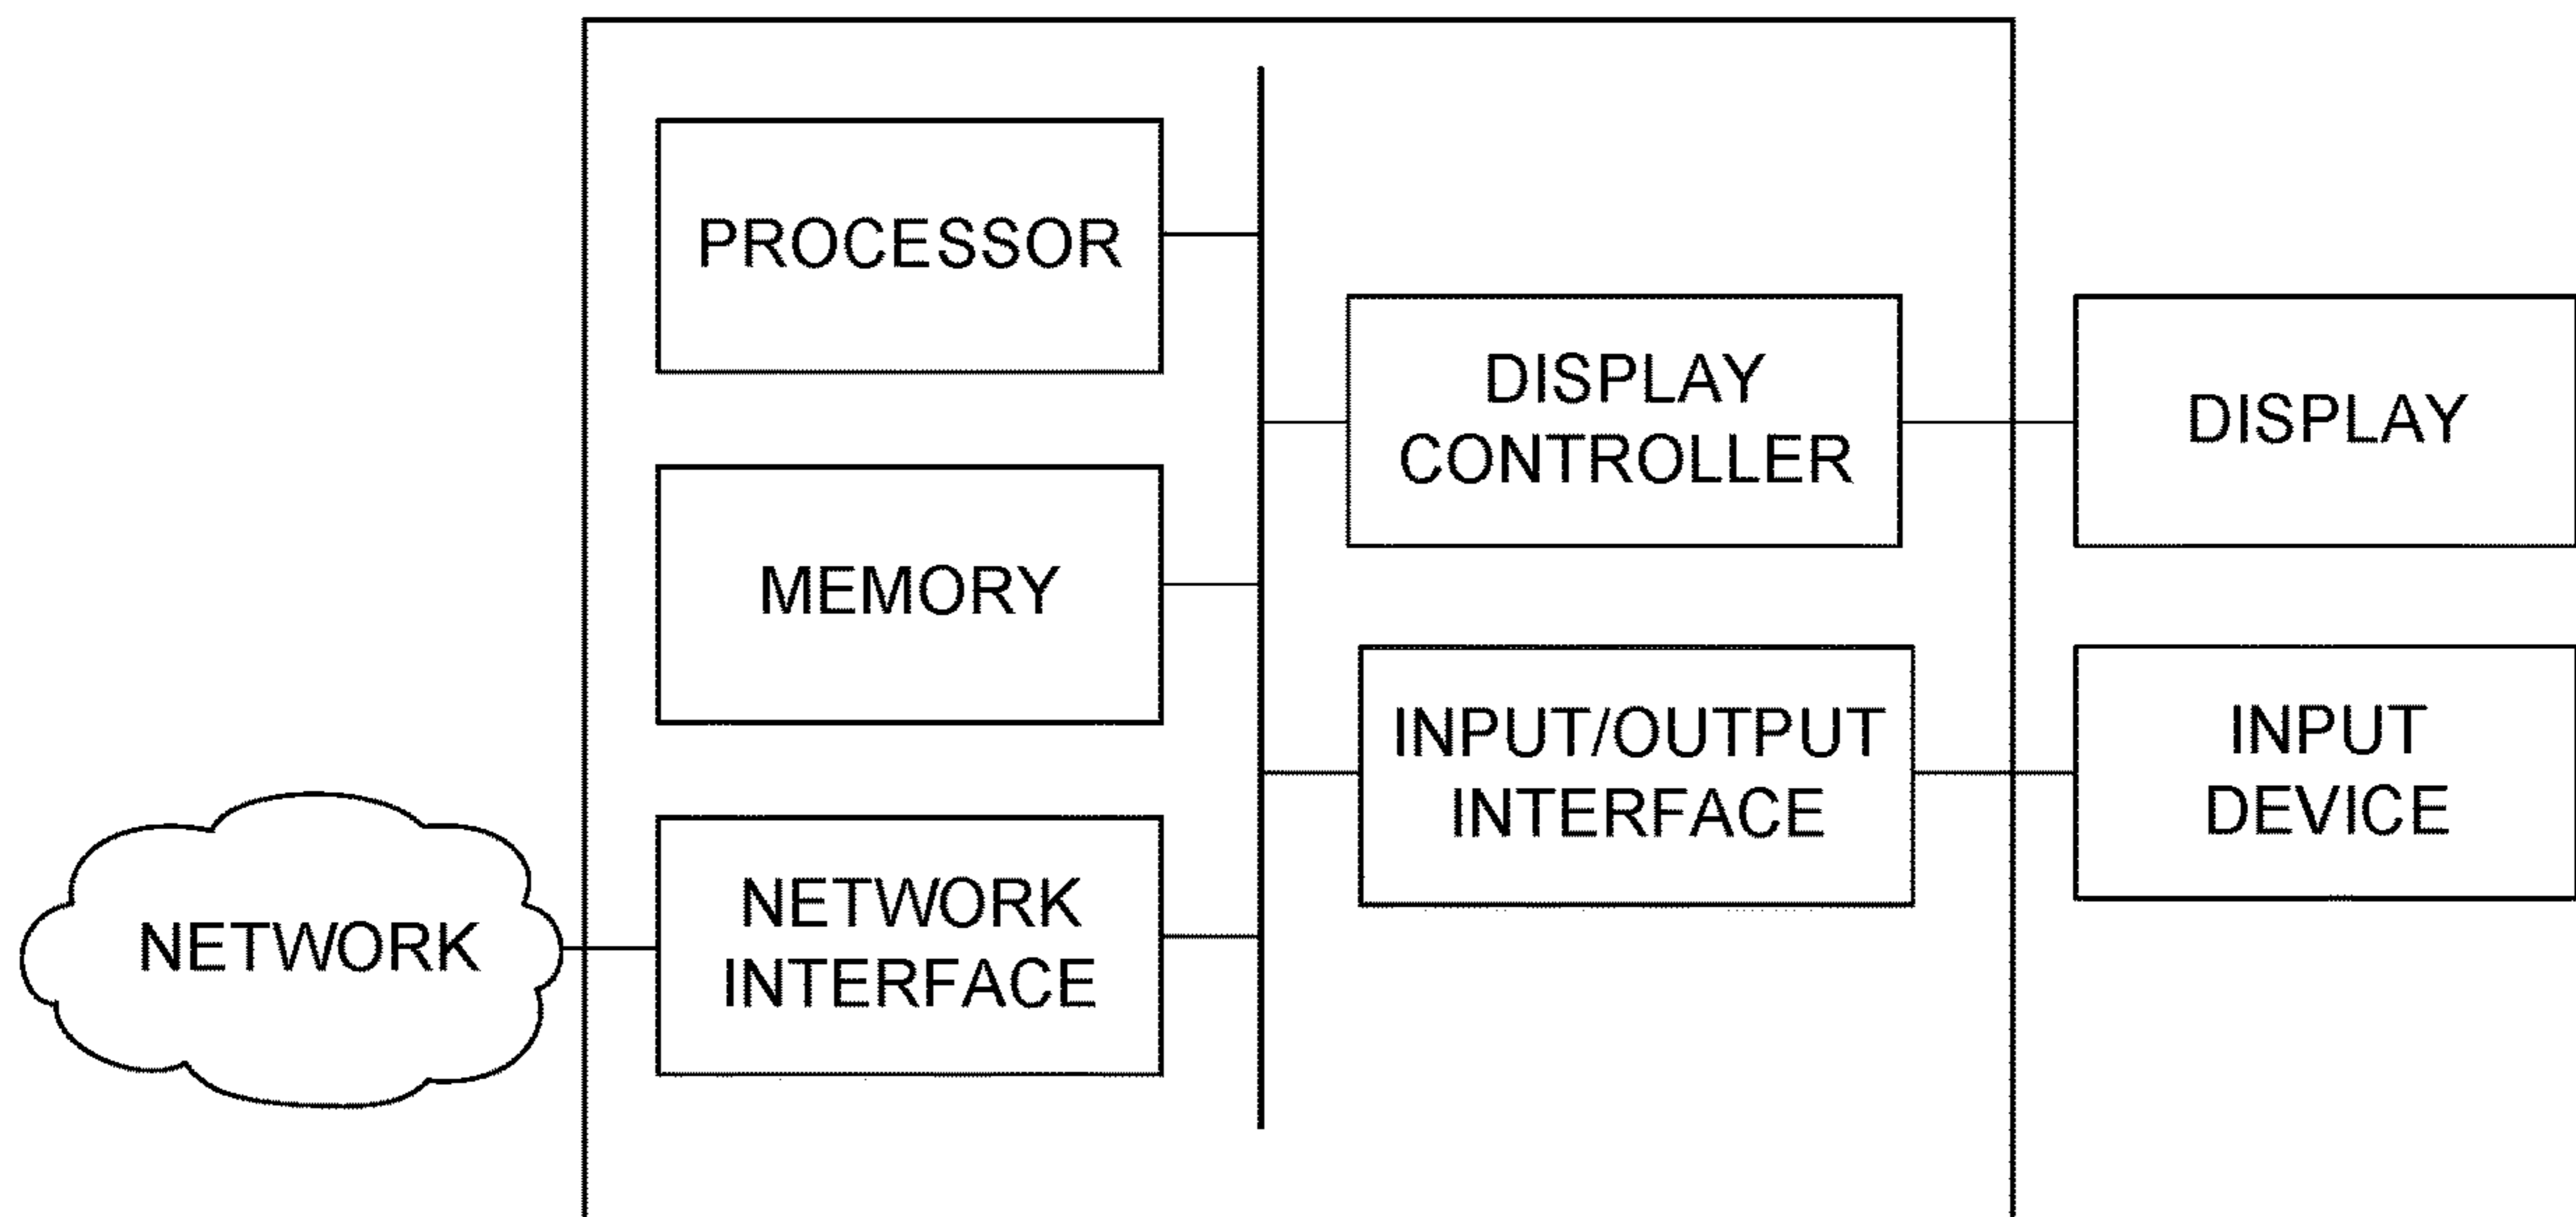 PROCESSOR
DISPLAY
CONTROLLER
DISPLAY
MEMORY
INPUT/OUTPUT
INTERFACE
INPUT
DEVICE
NETWORK
NETWORK
INTERFACE